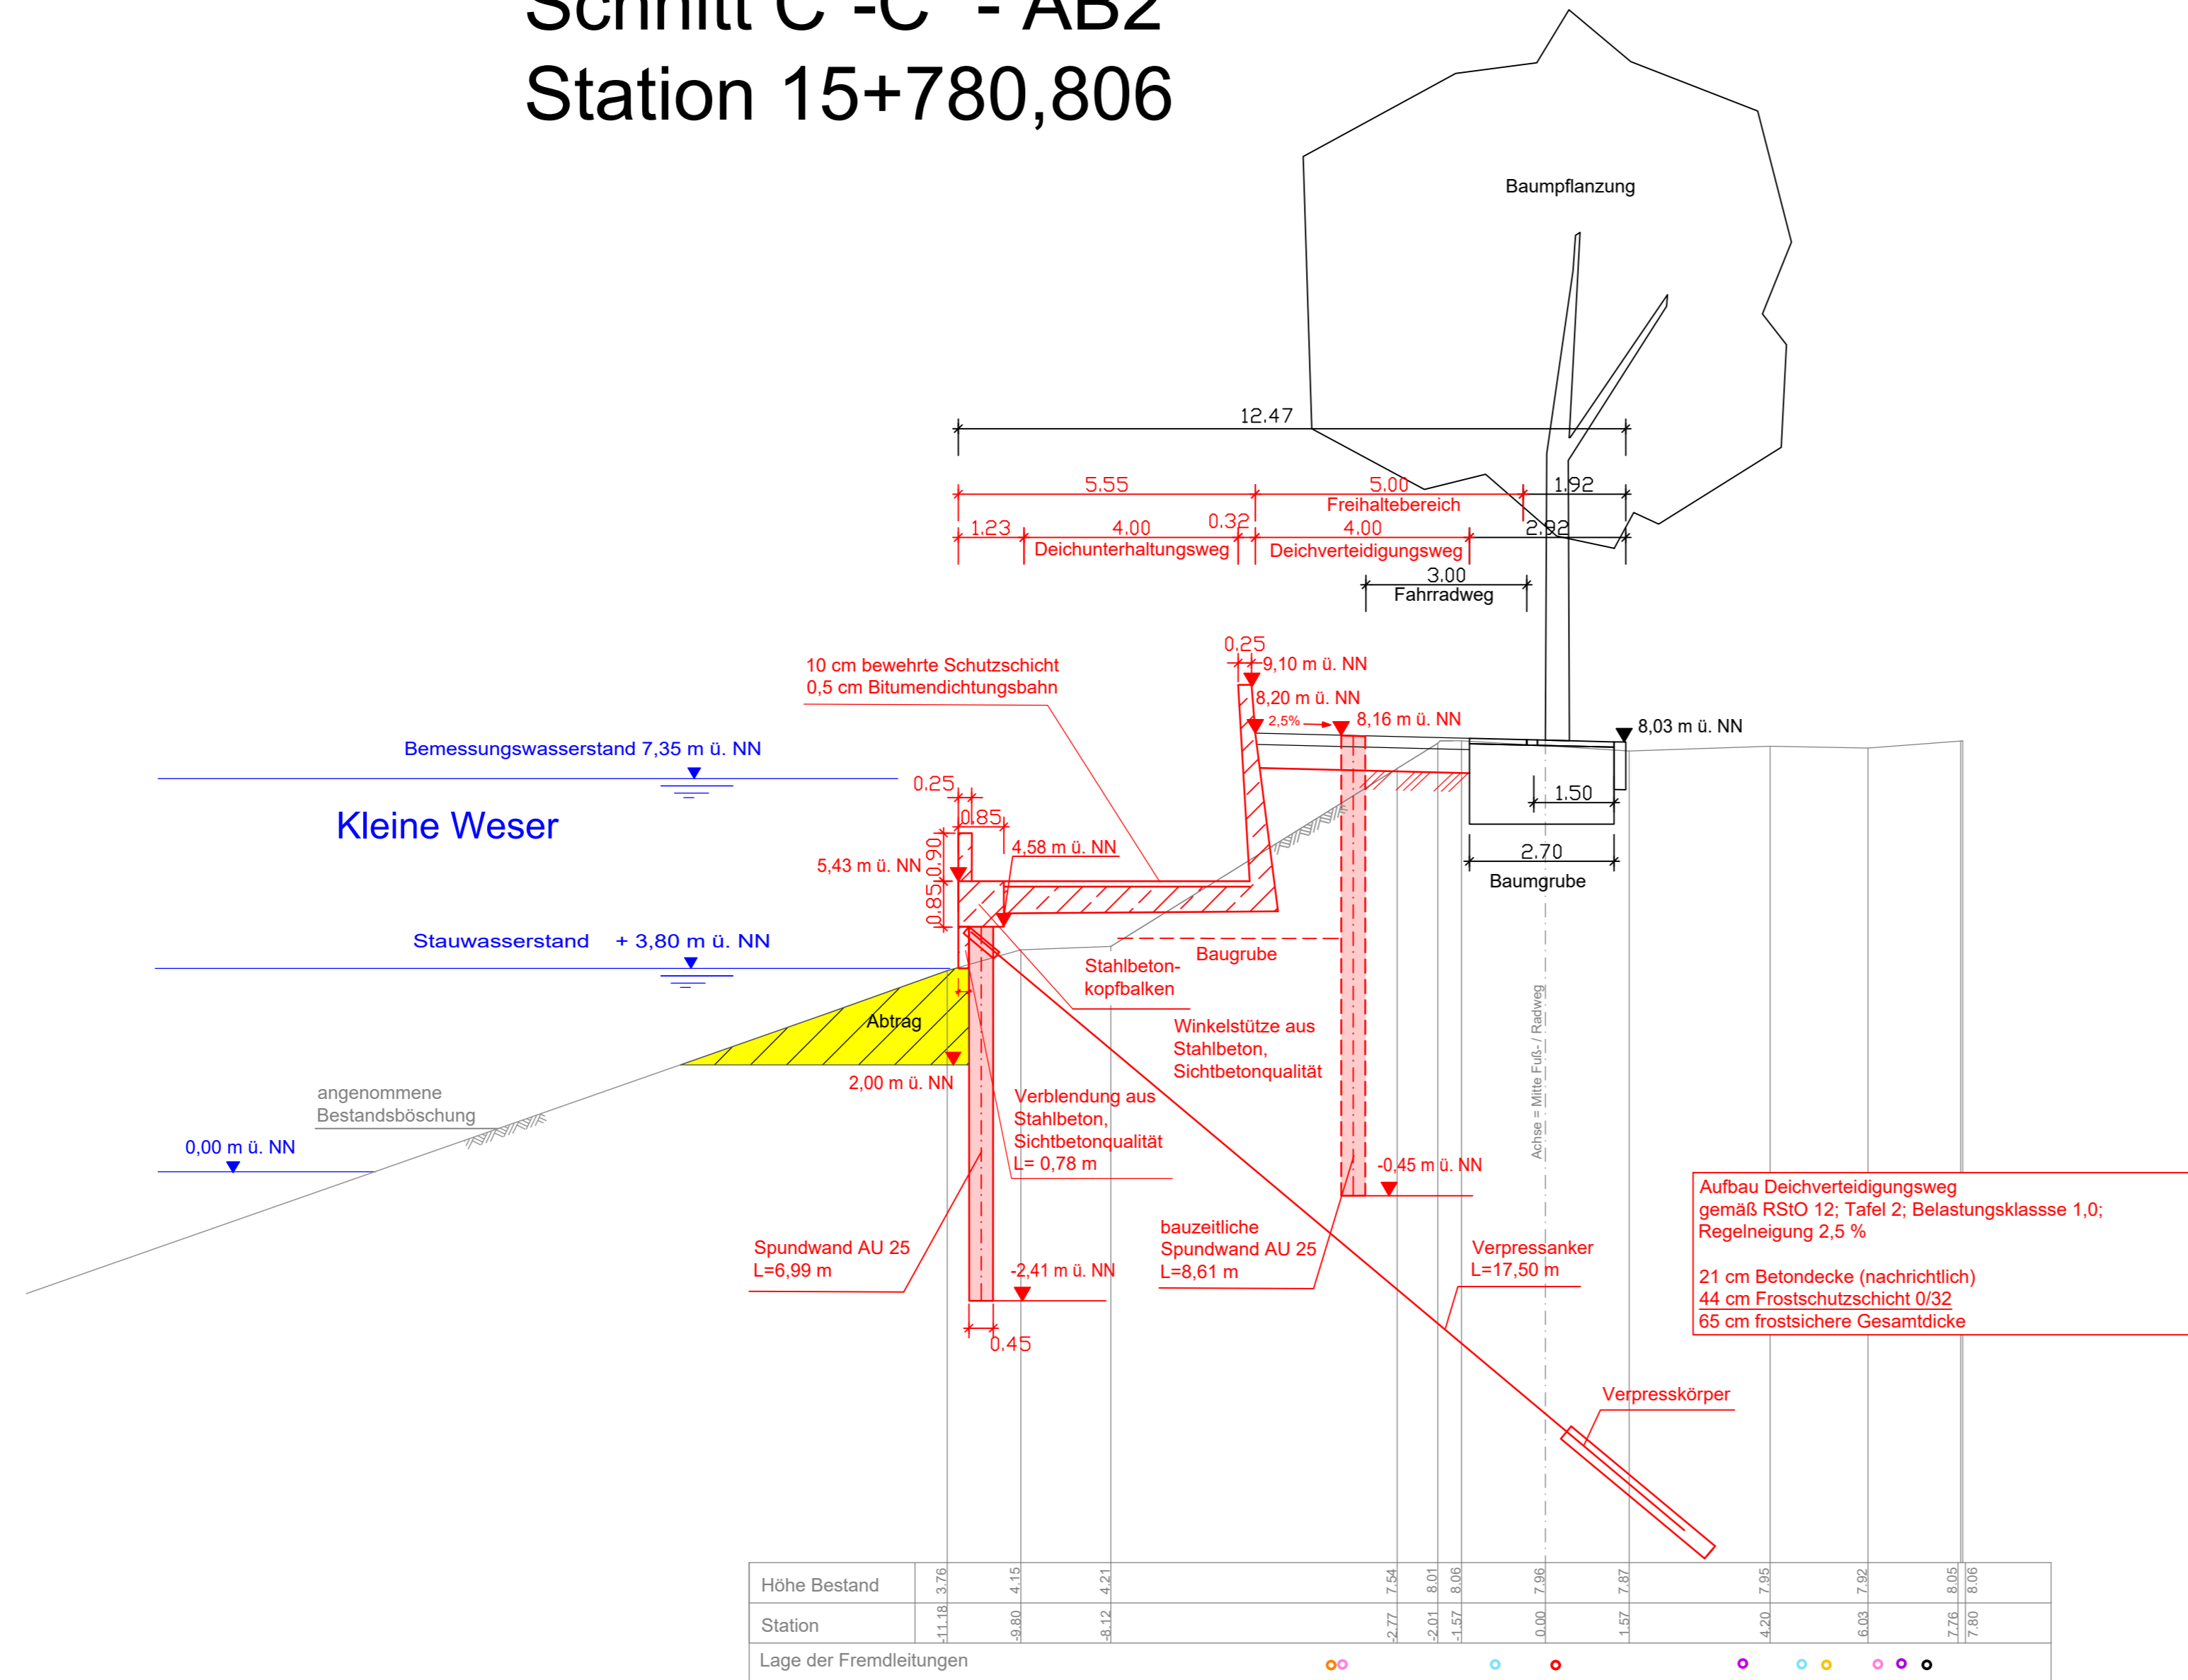 Schnitt C'-C' - AB2
Station 15+780,806
Baumpflanzung
12.47
5.55
5.00
1.92
Freihaltebereich
1.23
4.00
0.32
4.00
2.92
Deichunterhaltungsweg
Deichverteidigungsweg
3.00
Fahrradweg
0.25
9,10 m ü. NN
10 cm bewehrte Schutzschicht
0,5 cm Bitumendichtungsbahn
8,20 m ü. NN
2,5%
8,16 m ü. NN
8,03 m ü. NN
Bemessungswasserstand 7,35 m ü. NN
Kleine Weser
0.25
0.85
1.50
0.90
4,58 m ü. NN
5,43 m ü. NN
0.85
2.70
Baumgrube
Stauwasserstand + 3,80 m ü. NN
Baugrube
Stahlbeton-
kopfbalken
Abtrag
Winkelstütze aus
Stahlbeton,
Sichtbetonqualität
Achse = Mitte Fuß- / Radweg
2,00 m ü. NN
angenommene
Bestandsböschung
Verblendung aus
Stahlbeton,
Sichtbetonqualität
L= 0,78 m
0,00 m ü. NN
-0,45 m ü. NN
Aufbau Deichverteidigungsweg
gemäß RStO 12; Tafel 2; Belastungsklassse 1,0;
Regelneigung 2,5 %
21 cm Betondecke (nachrichtlich)
44 cm Frostschutzschicht 0/32
65 cm frostsichere Gesamtdicke
Spundwand AU 25
L=6,99 m
-2,41 m ü. NN
bauzeitliche
Spundwand AU 25
L=8,61 m
Verpressanker
L=17,50 m
0.45
Verpresskörper
Höhe Bestand 3.76 4.15 4.21 7.54 8.01 8.06 7.96 7.87 7.95 7.92 8.05 8.06
Station -11.18 -9.80 -8.12 -2.77 -2.01 -1.57 0.00 1.57 4.20 6.03 7.76 7.80
Lage der Fremdleitungen